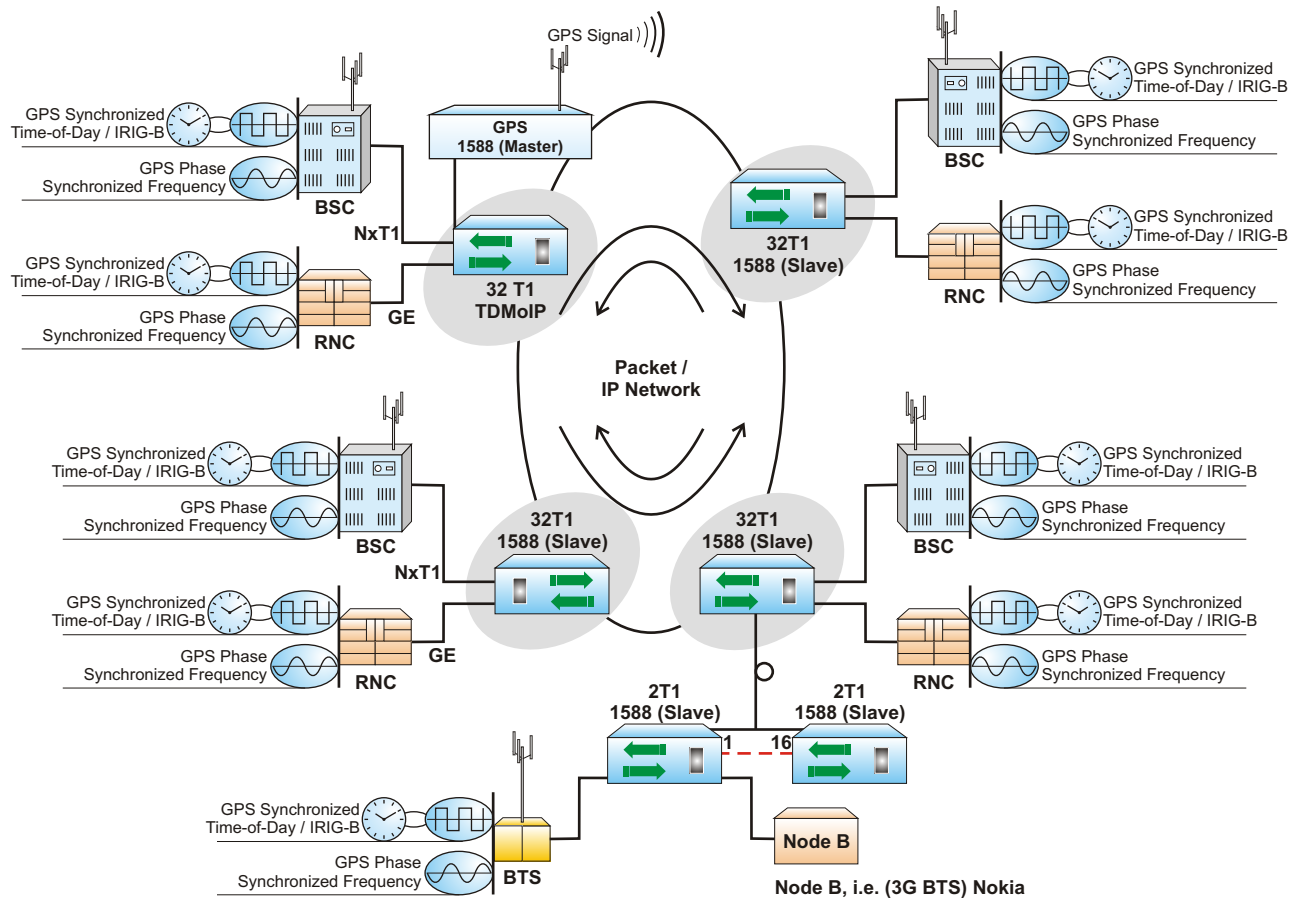 GPS Signal
GPS
1588 (Master)
GPS Synchronized
Time-of-Day / IRIG-B
GPS Phase
Synchronized Frequency
BSC
NxT1
GPS Synchronized
Time-of-Day / IRIG-B
GPS Phase
Synchronized Frequency
RNC
GE
32 T1
TDMoIP
GPS Synchronized
Time-of-Day / IRIG-B
GPS Phase
Synchronized Frequency
BSC
32T1
1588 (Slave)
GPS Synchronized
Time-of-Day / IRIG-B
GPS Phase
Synchronized Frequency
RNC
Packet /
IP Network
GPS Synchronized
Time-of-Day / IRIG-B
GPS Phase
Synchronized Frequency
BSC
NxT1
32T1
1588 (Slave)
GPS Synchronized
Time-of-Day / IRIG-B
GPS Phase
Synchronized Frequency
RNC
GE
32T1
1588 (Slave)
GPS Synchronized
Time-of-Day / IRIG-B
GPS Phase
Synchronized Frequency
BSC
GPS Synchronized
Time-of-Day / IRIG-B
GPS Phase
Synchronized Frequency
RNC
2T1
1588 (Slave)
2T1
1588 (Slave)
1
16
GPS Synchronized
Time-of-Day / IRIG-B
GPS Phase
Synchronized Frequency
BTS
Node B
Node B, i.e. (3G BTS) Nokia